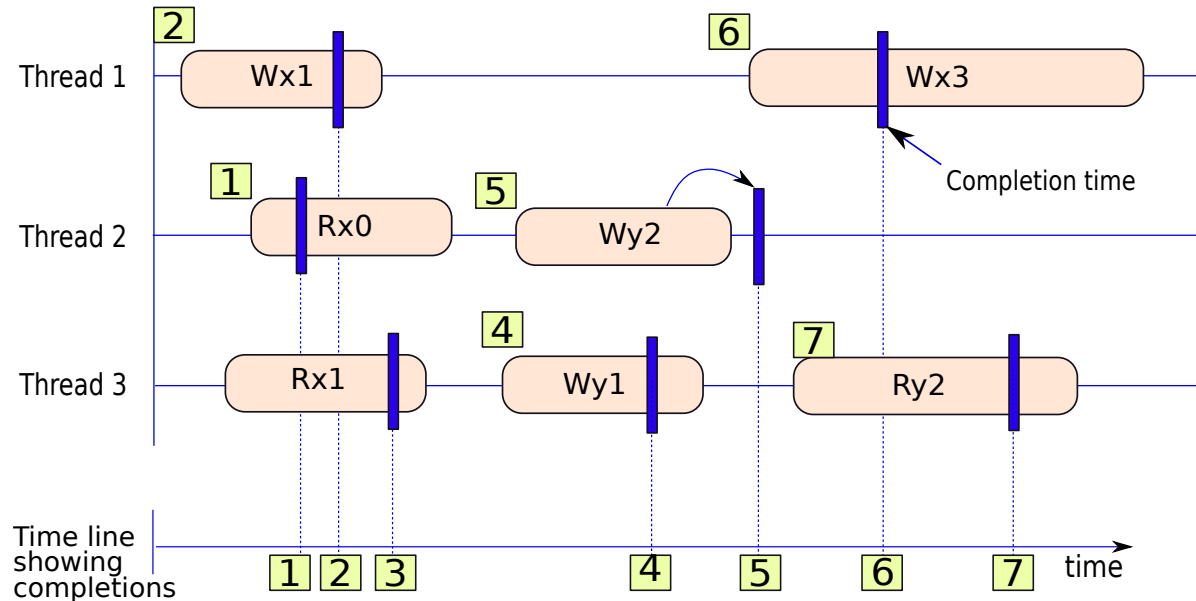 2
6
Thread 1
Wx1
Wx3
Completion time
1
5
Thread 2
Rx0
Wy2
4
7
Thread 3
Rx1
Wy1
Ry2
Time line
showing
completions
1
2
3
4
5
6
7
time